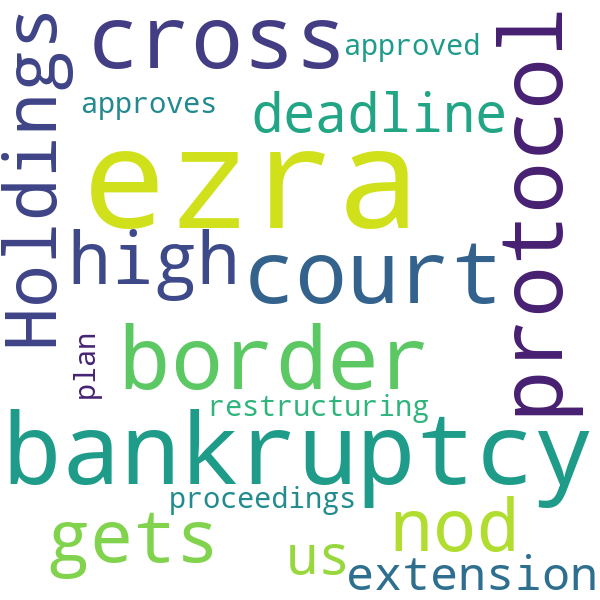 cross
approved
Holdings
protocol
approves
deadline
ezra
high
court
border
plan
restructuring
bankruptcy
proceedings
gets
nod
us
extension